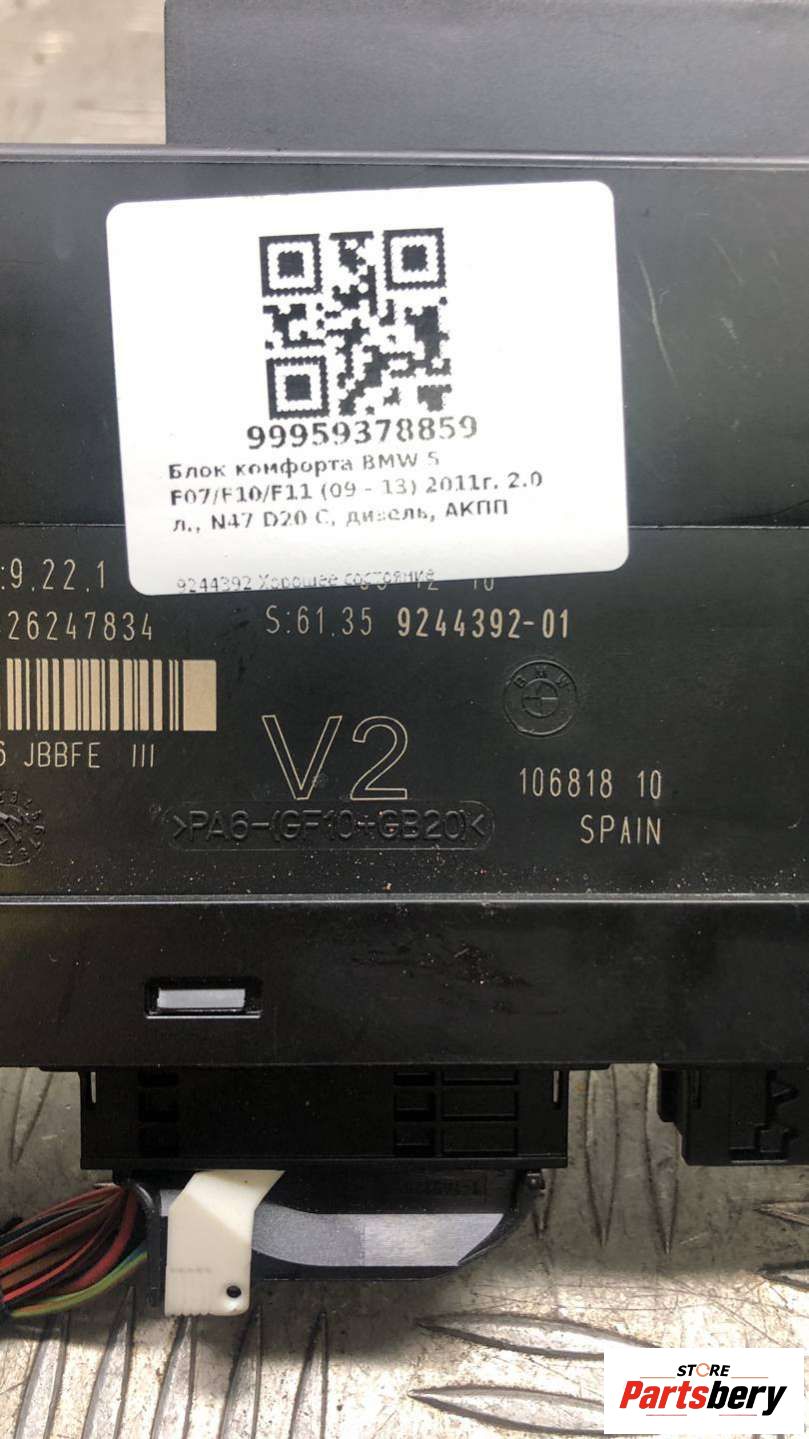 99959378859
Блок комфорта BMW 5
F07/F10/F11 (09 - 13) 2011г. 2.0
л., N47 D20 C, дизель, АКПП
9244392 Хорошее состояние
:9.22.1
26247834
S:61.35 9244392-01
BMW
JBBFE III
V2
106818 10
>PA6-(GF10+GB20)<
SPAIN
STORE
Partsbery